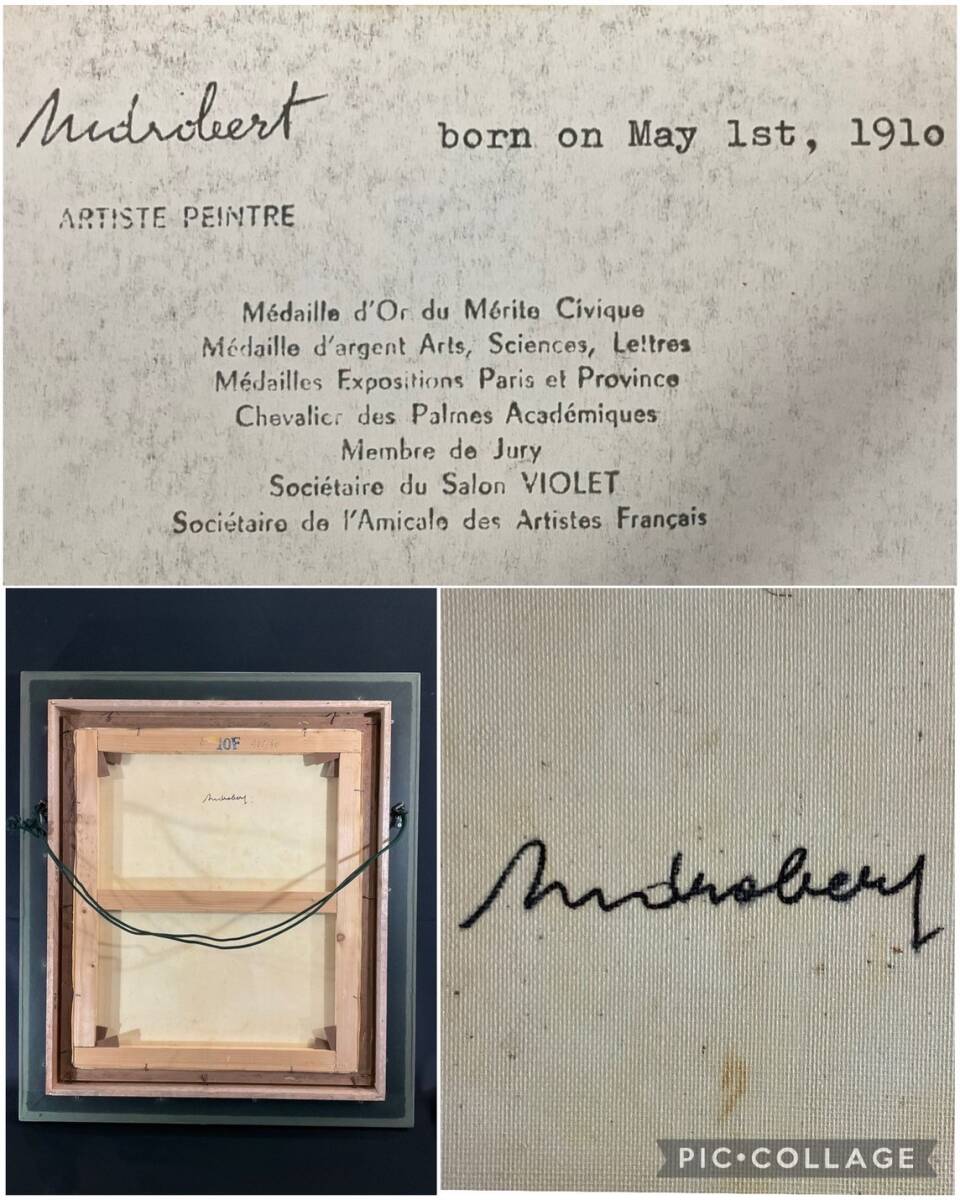 Mdrobert born on May 1st, 1910
ARTISTE PEINTRE
Médaille d'Or du Mérite Civique
Médaille d'argent Arts, Sciences, Lettres
Médailles Expositions Paris et Province
Chevalier des Palmes Académiques
Membre de Jury
Sociétaire du Salon VIOLET
Sociétaire de l'Amicale des Artistes Français
10F
PIC•COLLAGE